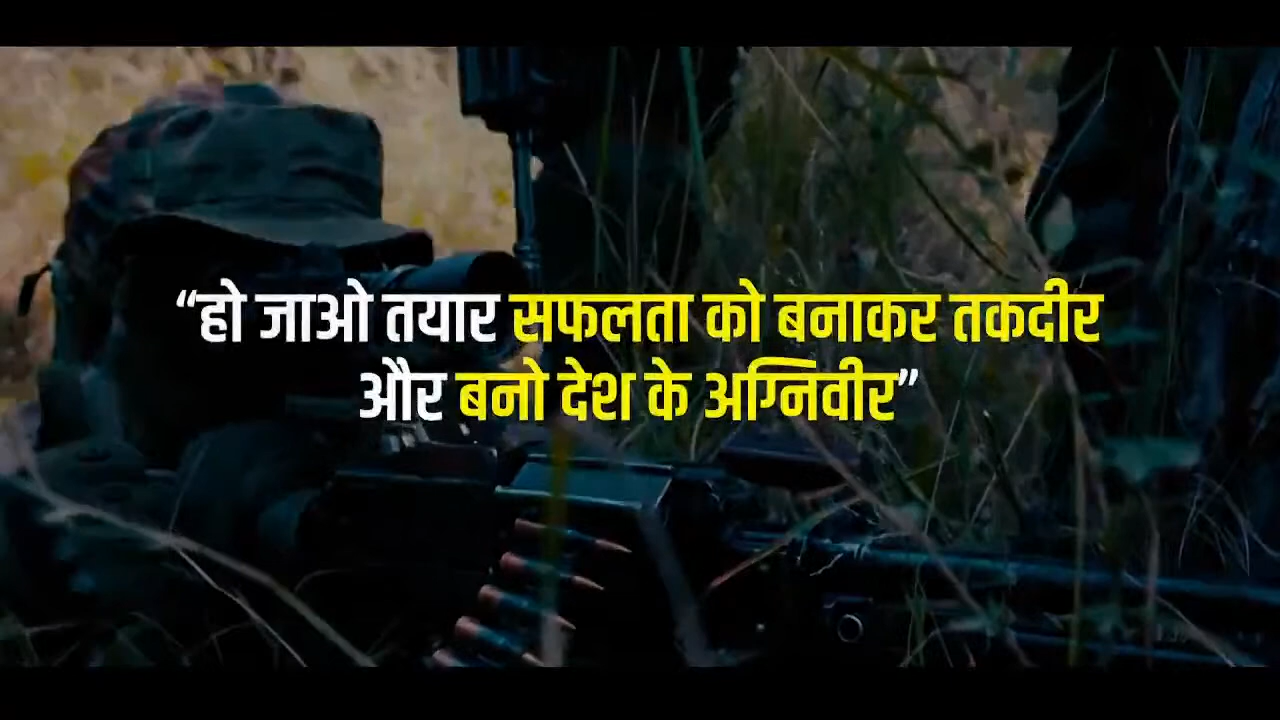 “हो जाओ तयार सफलता को बनाकर तकदीर
और बनो देश के अग्निवीर”